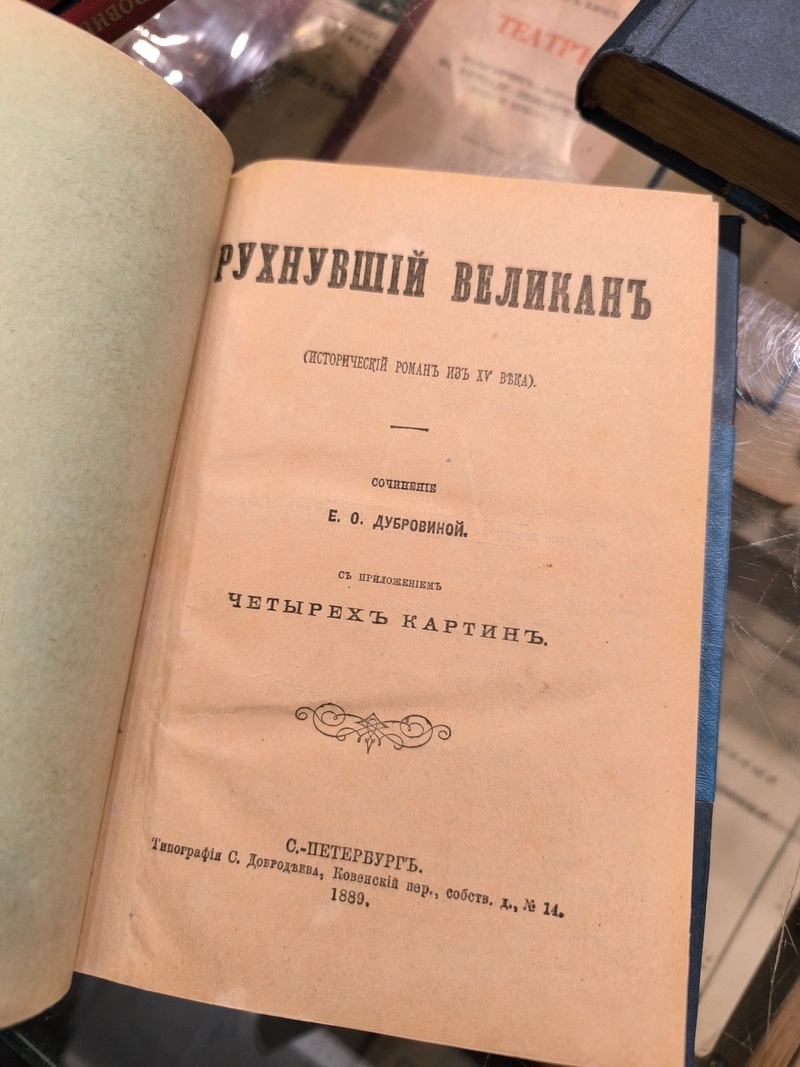 ТЕАТРЪ
РУХНУВШІЙ ВЕЛИКАНЪ
(ИСТОРИЧЕСКІЙ РОМАНЪ ИЗЪ XV ВѢКА).
СОЧИНЕНІЕ
Е. О. ДУБРОВИНОЙ.
СЪ ПРИЛОЖЕНІЕМЪ
ЧЕТЫРЕХЪ КАРТИНЪ.
С.-ПЕТЕРБУРГЪ.
Типографія С. Добродѣева, Ковенскій пер., собств. д., № 14.
1889.